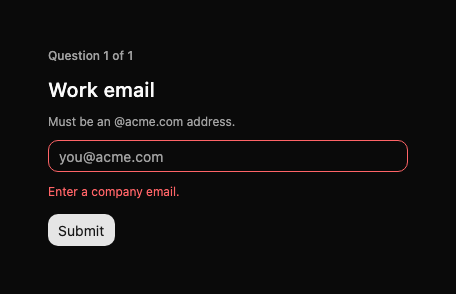 Question 1 of 1
Work email
Must be an @acme.com address.
you@acme.com
Enter a company email.
Submit